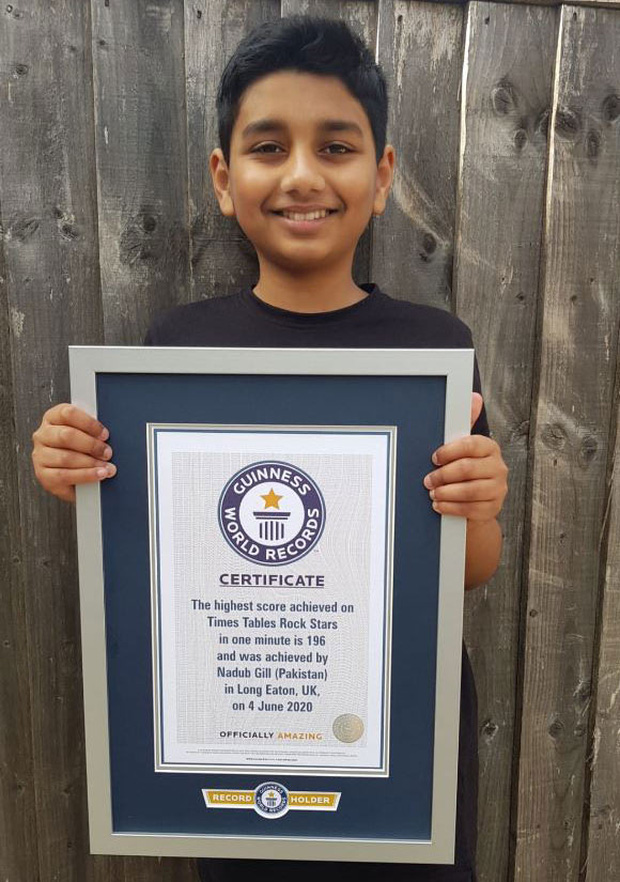 GUINNESS
WORLD RECORDS
CERTIFICATE
The highest score achieved on
Times Tables Rock Stars
in one minute is 196
and was achieved by
Nadub Gill (Pakistan)
in Long Eaton, UK,
on 4 June 2020
OFFICIALLY AMAZING
RECORD HOLDER